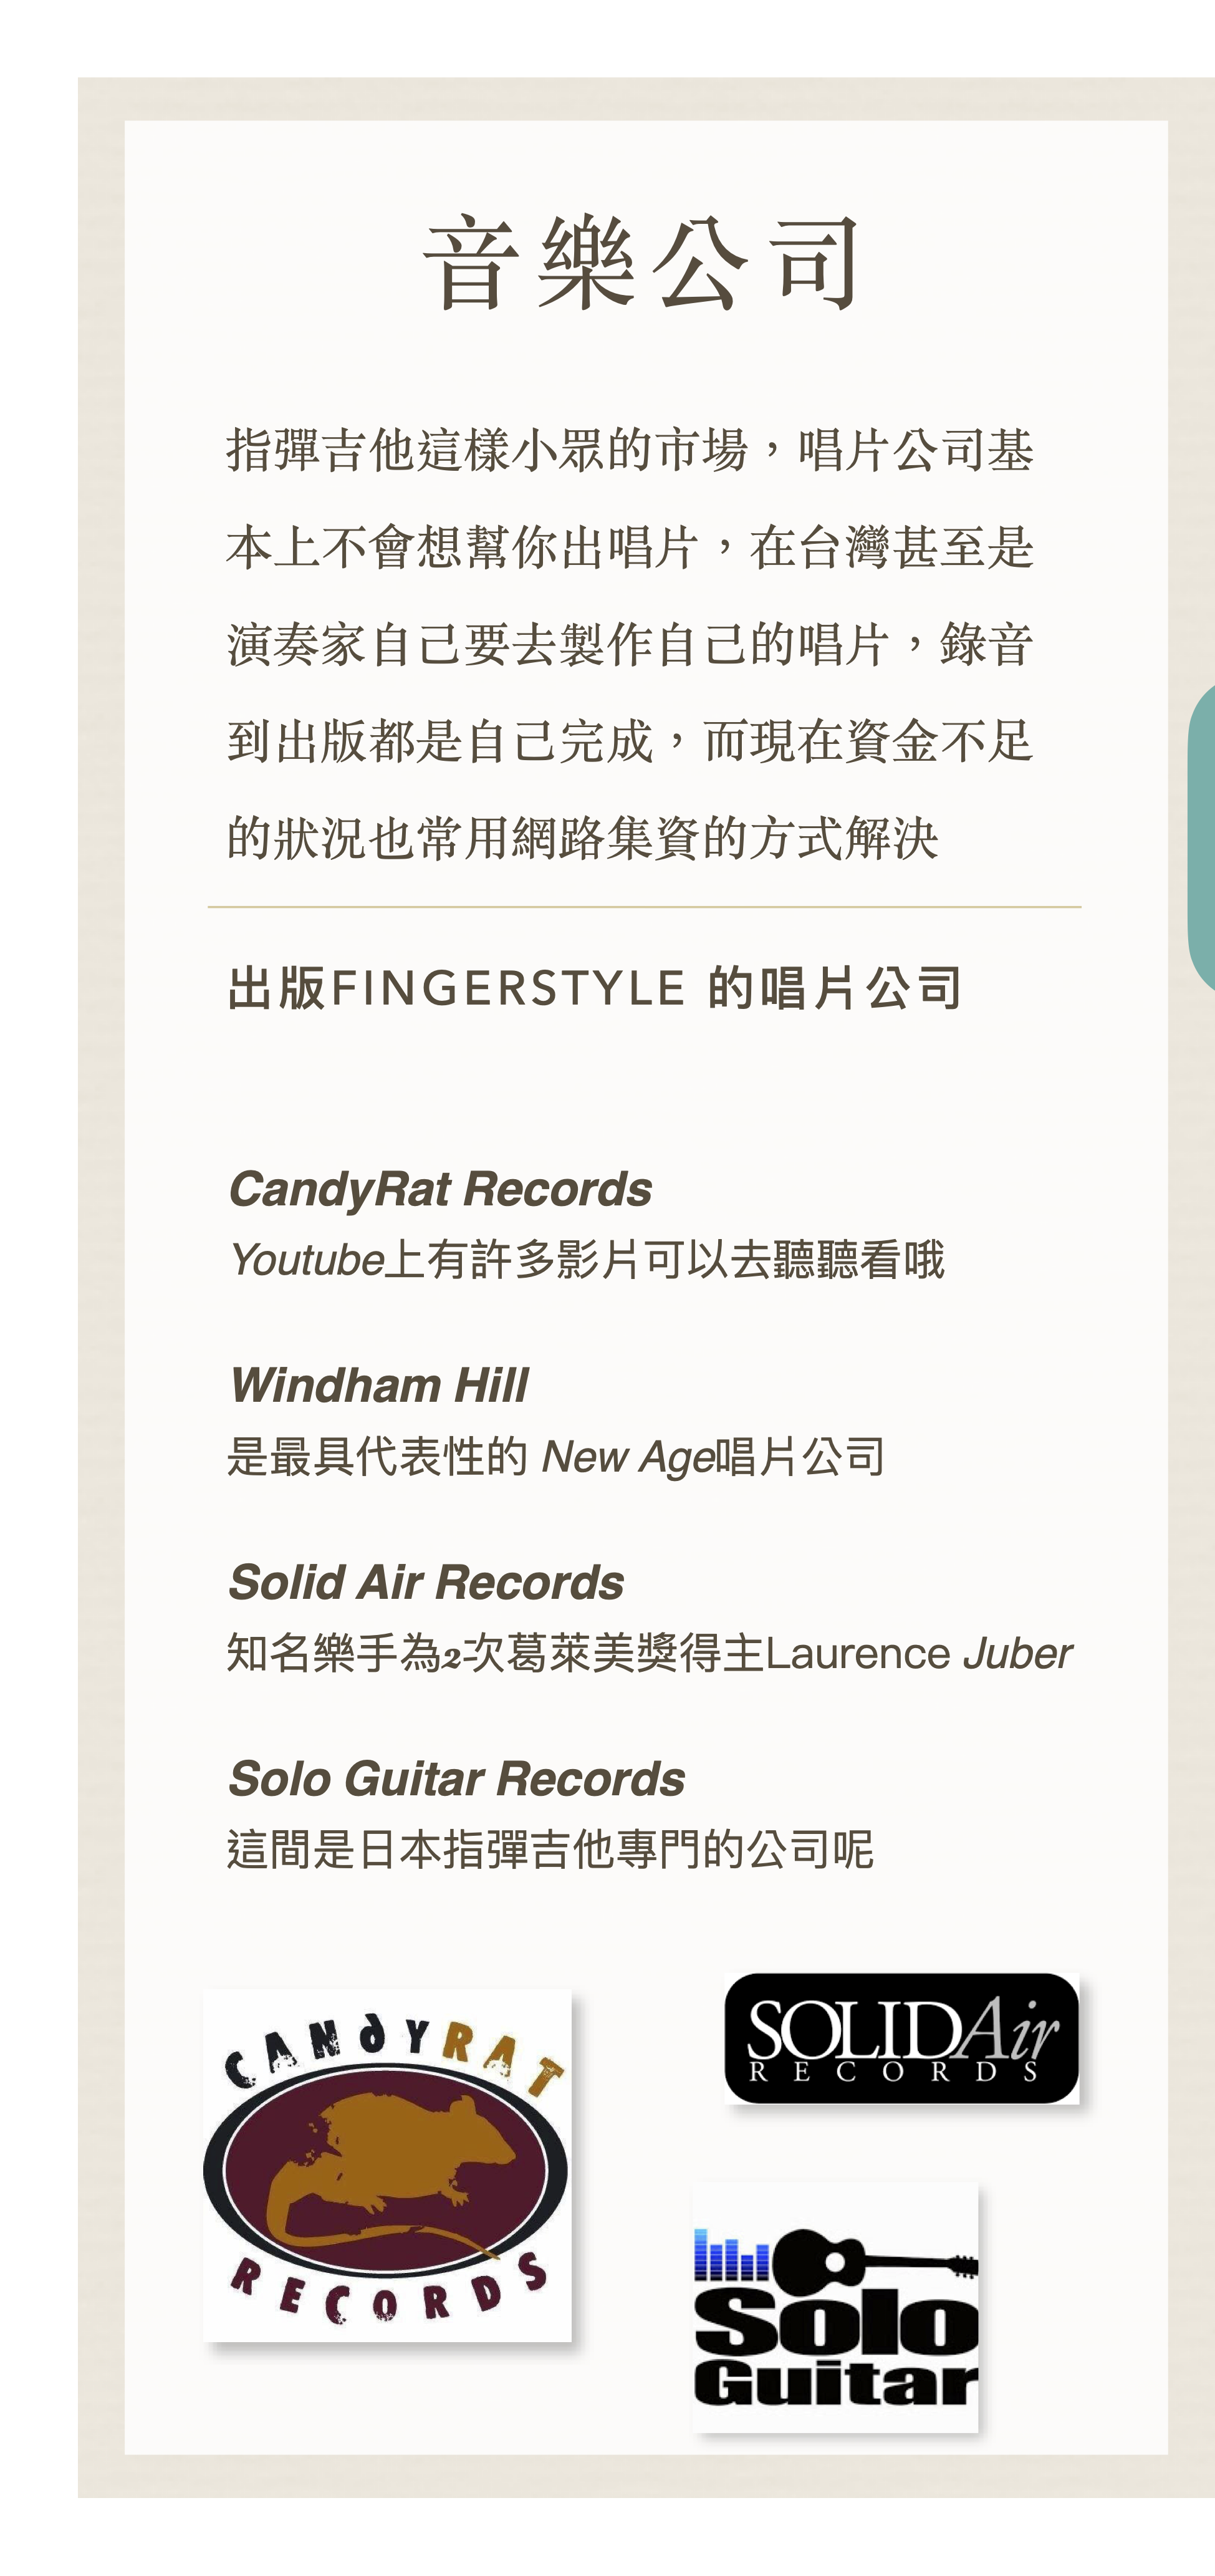 音樂公司
指彈吉他這樣小眾的市場，唱片公司基
本上不會想幫你出唱片，在台灣甚至是
演奏家自己要去製作自己的唱片，錄音
到出版都是自己完成，而現在資金不足
的狀況也常用網路集資的方式解決
出版FINGERSTYLE 的唱片公司
CandyRat Records
Youtube上有許多影片可以去聽聽看哦
Windham Hill
是最具代表性的 New Age唱片公司
Solid Air Records
知名樂手為2次葛萊美獎得主Laurence Juber
Solo Guitar Records
這間是日本指彈吉他專門的公司呢
CANDYRAT
RECORDS
SOLIDAir
RECORDS
Solo
Guitar